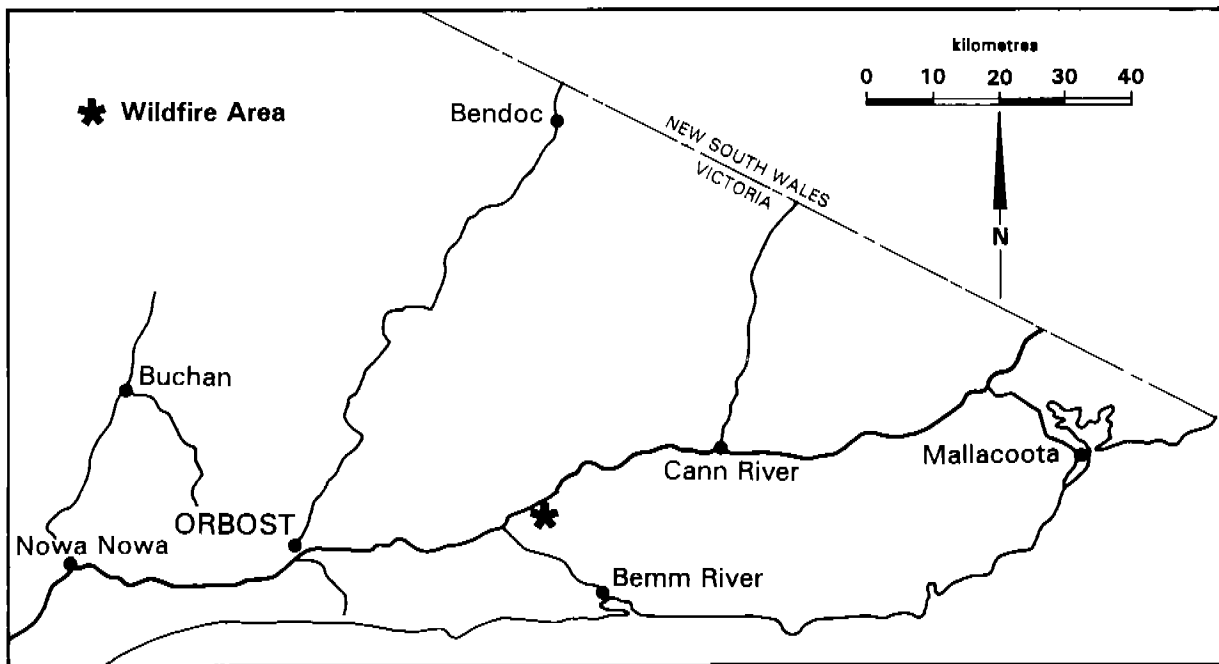 kilometres
0 10 20 30 40
* Wildfire Area
Bendoc
NEW SOUTH WALES
VICTORIA
N
Buchan
Cann River
Mallacoota
ORBOST
Nowa Nowa
Bemm River